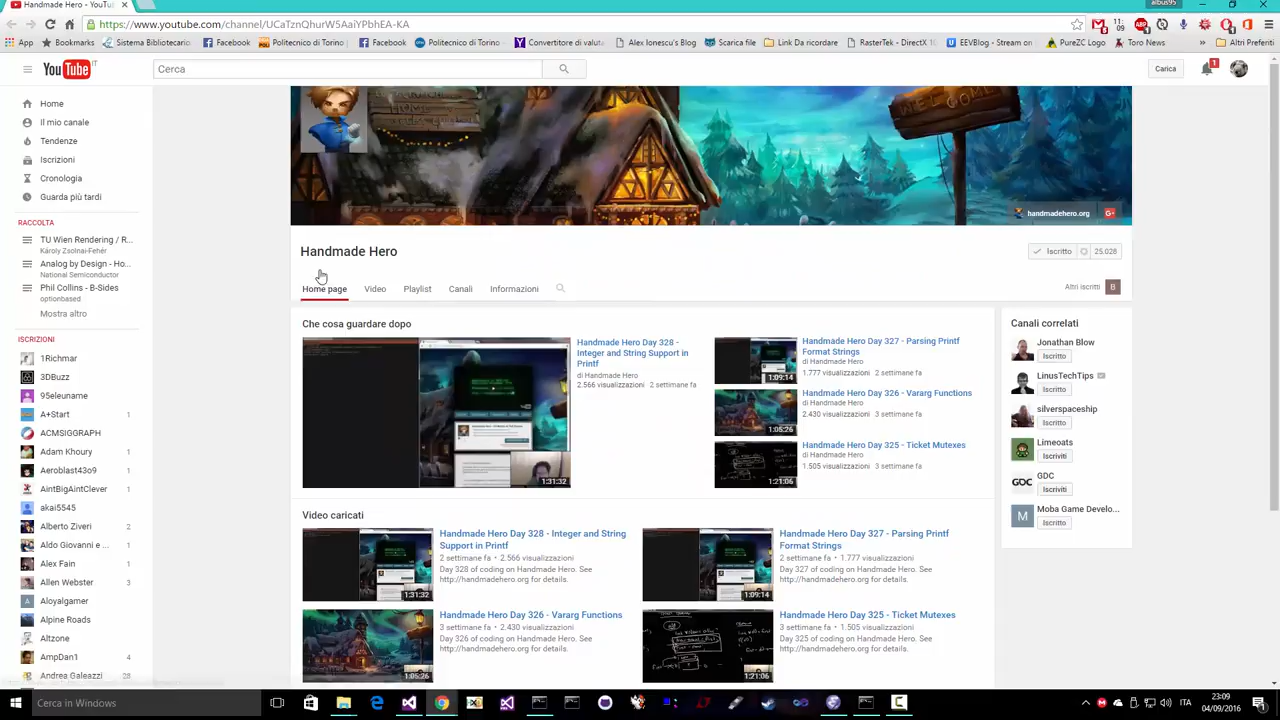 Handmade Hero - YouTu
albus95
https://www.youtube.com/channel/UCaTznQhurW5AaiYPbhEA-KA
App
Bookmarks
Sistema Bibliotecario
Facebook
Politecnico di Torino
Facebook
Politecnico di Torino
Convertitore di valuta
Alex Ionescu's Blog
Scarica file
Link Da ricordare
RasterTek - DirectX 10
EEVBlog - Stream on
PureZC Logo
Toro News
Altri Preferiti
YouTube IT
Cerca
Carica
1
Home
Il mio canale
Tendenze
Iscrizioni
Cronologia
Guarda più tardi
RACCOLTA
TU Wien Rendering / R...
Károly Zsolnai-Fehér
Analog by Design - Ho...
National Semiconductor
Phil Collins - B-Sides
optionbased
Mostra altro
ISCRIZIONI
1Richmar
3DBuzz
95eleuname
A+Start 1
ACMSIGGRAPH
Adam Khoury 1
Aeroblast43o9 1
AintBigAintClever 1
akai5545
Alberto Ziveri 2
Aldo Giovanni e ... 1
Alex Fain 1
Allen Webster 3
Aloyalgamer
Alpine Roads
Altzone
AmpDan1 4
Andrea Galeazzi 28
handmadehero.org
Handmade Hero
Iscritto 25.028
Home page
Video
Playlist
Canali
Informazioni
Altri iscritti B
Che cosa guardare dopo
Handmade Hero Day 328 -
Integer and String Support in
Printf
di Handmade Hero
2.566 visualizzazioni 2 settimane fa
1:31:32
Handmade Hero Day 327 - Parsing Printf
Format Strings
di Handmade Hero
1.777 visualizzazioni 2 settimane fa
1:09:14
Handmade Hero Day 326 - Vararg Functions
di Handmade Hero
2.430 visualizzazioni 3 settimane fa
1:05:26
Handmade Hero Day 325 - Ticket Mutexes
di Handmade Hero
1.505 visualizzazioni 3 settimane fa
1:21:06
Canali correlati
Jonathan Blow
Iscritto
LinusTechTips
Iscritto
silverspaceship
Iscritto
Limeoats
Iscriviti
GDC
GDC
Iscriviti
M
Moba Game Develo...
Iscritto
Video caricati
Handmade Hero Day 328 - Integer and String
Support in Printf
2 settimane fa • 2.566 visualizzazioni
Day 328 of coding on Handmade Hero. See
http://handmadehero.org for details.
1:31:32
Handmade Hero Day 327 - Parsing Printf
Format Strings
2 settimane fa • 1.777 visualizzazioni
Day 327 of coding on Handmade Hero. See
http://handmadehero.org for details.
1:09:14
Handmade Hero Day 326 - Vararg Functions
3 settimane fa • 2.430 visualizzazioni
Day 326 of coding on Handmade Hero. See
http://handmadehero.org for details.
1:05:26
Handmade Hero Day 325 - Ticket Mutexes
3 settimane fa • 1.505 visualizzazioni
Day 325 of coding on Handmade Hero. See
http://handmadehero.org for details.
1:21:06
Cerca in Windows
ITA
23:09
04/09/2016